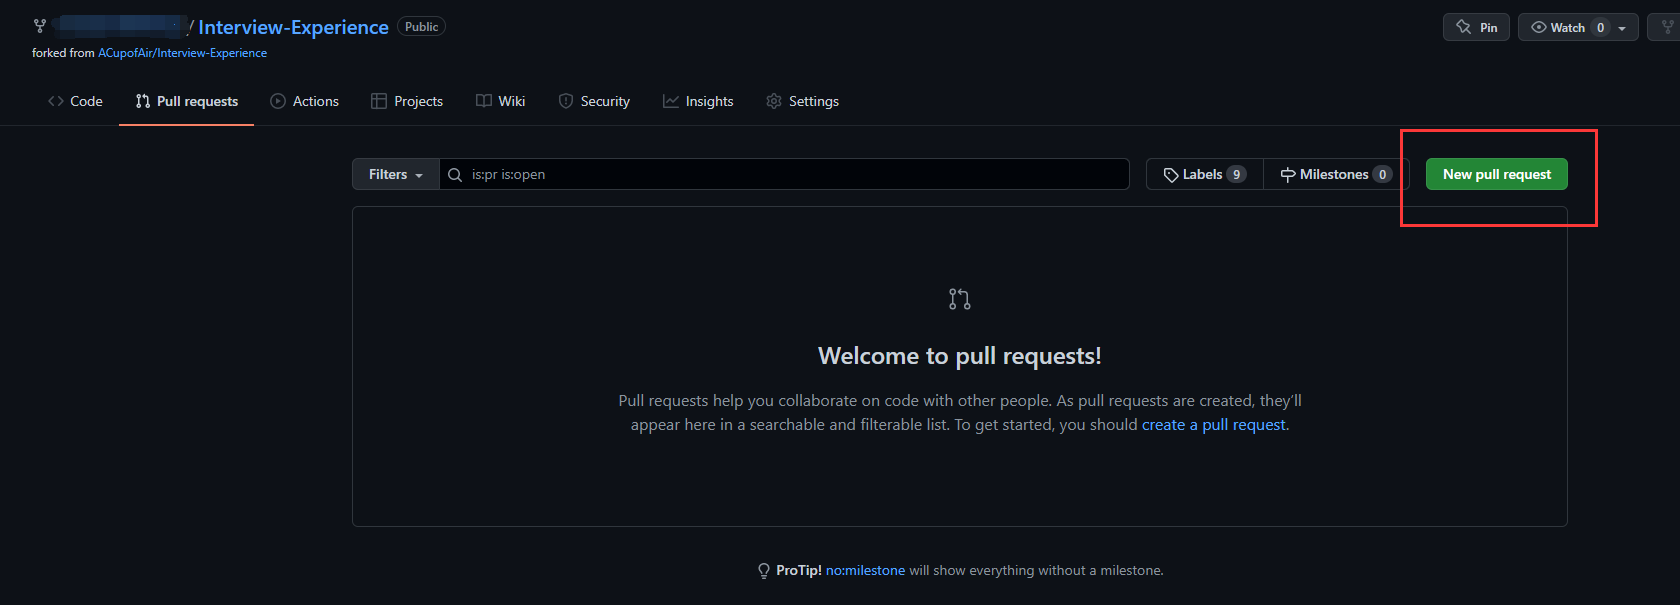 / Interview-Experience Public
Pin
Watch 0
forked from ACupofAir/Interview-Experience
Code Pull requests Actions Projects Wiki Security Insights Settings
Filters is:pr is:open Labels 9 Milestones 0 New pull request
Welcome to pull requests!
Pull requests help you collaborate on code with other people. As pull requests are created, they'll
appear here in a searchable and filterable list. To get started, you should create a pull request.
ProTip! no:milestone will show everything without a milestone.